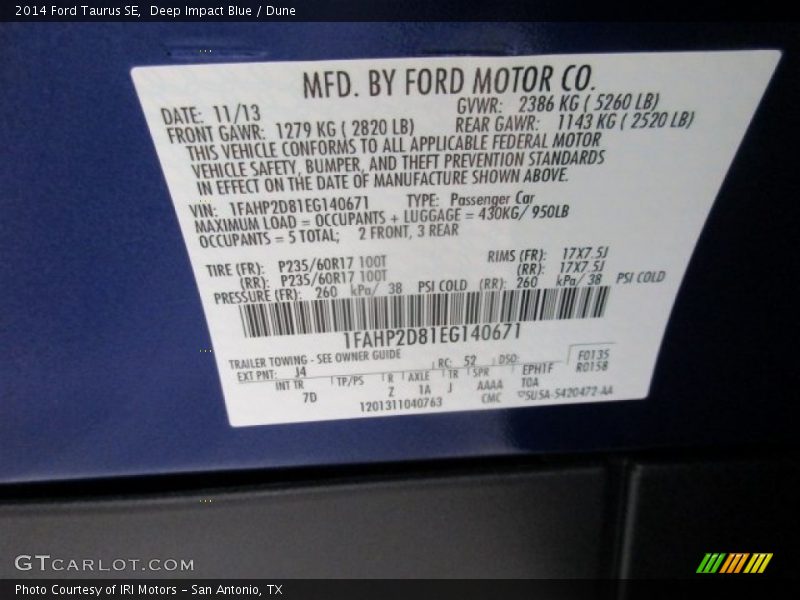 2014 Ford Taurus SE, Deep Impact Blue / Dune
MFD. BY FORD MOTOR CO.
DATE: 11/13 GVWR: 2386 KG ( 5260 LB)
FRONT GAWR: 1279 KG ( 2820 LB) REAR GAWR: 1143 KG ( 2520 LB)
THIS VEHICLE CONFORMS TO ALL APPLICABLE FEDERAL MOTOR
VEHICLE SAFETY, BUMPER, AND THEFT PREVENTION STANDARDS
IN EFFECT ON THE DATE OF MANUFACTURE SHOWN ABOVE.
VIN: 1FAHP2D81EG140671 TYPE: Passenger Car
MAXIMUM LOAD = OCCUPANTS + LUGGAGE = 430KG/ 950LB
OCCUPANTS = 5 TOTAL; 2 FRONT, 3 REAR
TIRE (FR): P235/60R17 100T RIMS (FR): 17X7.5J
(RR): P235/60R17 100T (RR): 17X7.5J
PRESSURE (FR): 260 kPa/ 38 PSI COLD (RR): 260 kPa/ 38 PSI COLD
1FAHP2D81EG140671
TRAILER TOWING - SEE OWNER GUIDE
EXT PNT: J4 RC: 52 DSO: F0135
INT TR TP/PS R AXLE TR SPR EPH1F R0158
7D Z 1A J AAAA TOA
1201311040763 CMC 5U5A-5420472-AA
GTCARLOT.COM
Photo Courtesy of IRI Motors – San Antonio, TX